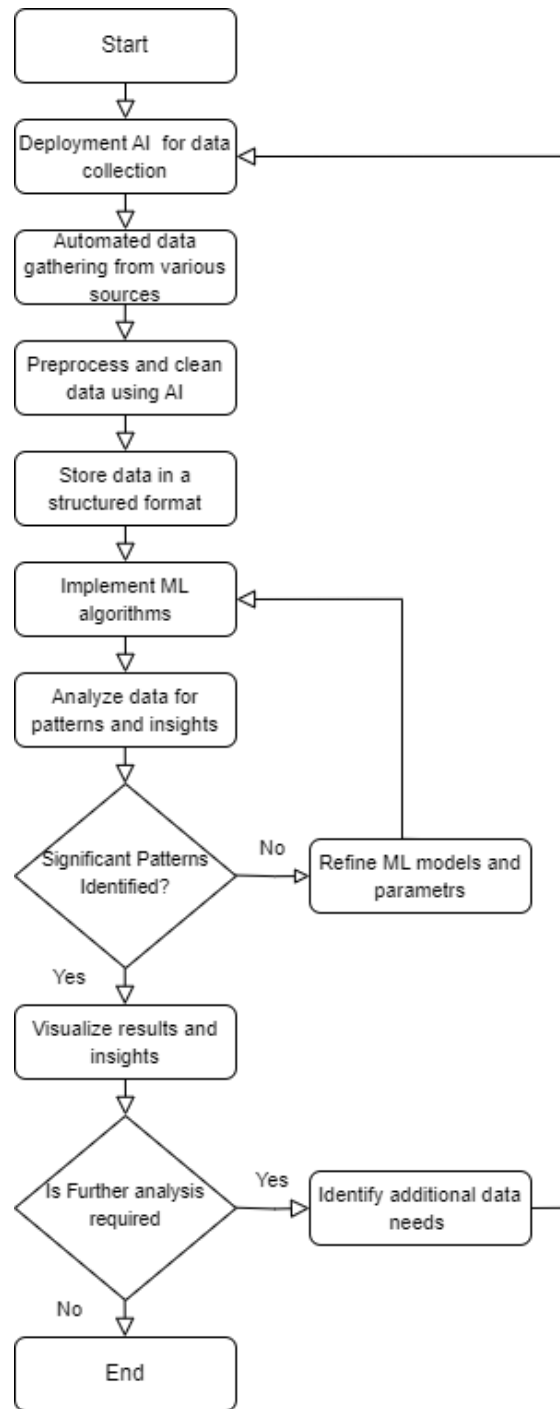 Start
Deployment AI for data
collection
Automated data
gathering from various
sources
Preprocess and clean
data using AI
Store data in a
structured format
Implement ML
algorithms
Analyze data for
patterns and insights
Significant Patterns
Identified?
No
Refine ML models and
parametrs
Yes
Visualize results and
insights
Is Further analysis
required
Yes
Identify additional data
needs
No
End